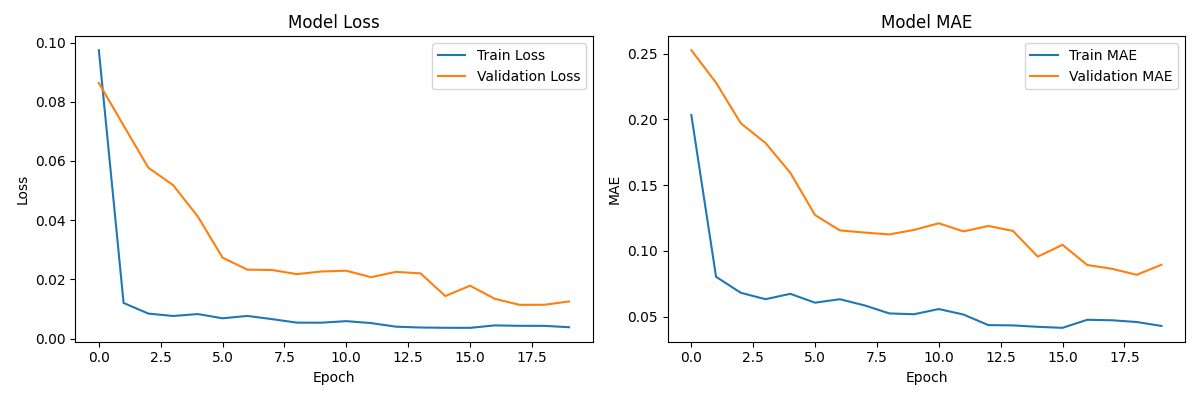 Model Loss
Train Loss
Validation Loss
Loss
0.10
0.08
0.06
0.04
0.02
0.00
0.0 2.5 5.0 7.5 10.0 12.5 15.0 17.5
Epoch
Model MAE
Train MAE
Validation MAE
MAE
0.25
0.20
0.15
0.10
0.05
0.0 2.5 5.0 7.5 10.0 12.5 15.0 17.5
Epoch